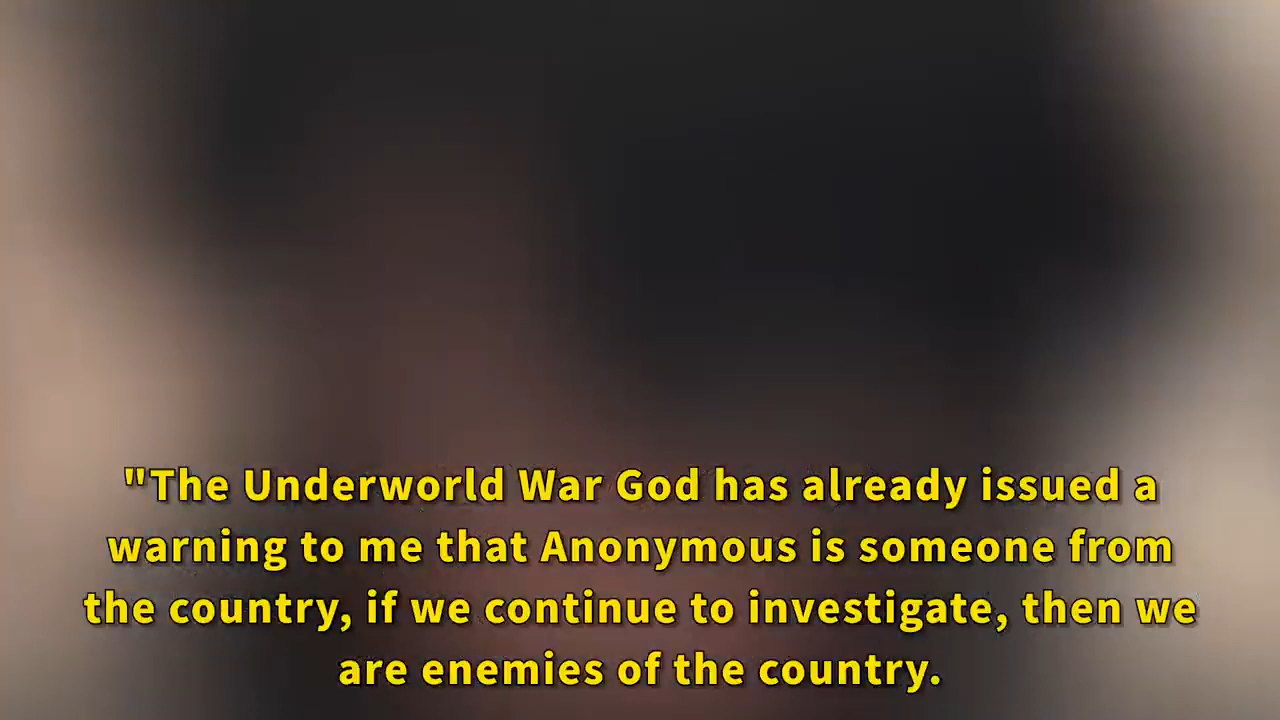 "The Underworld War God has already issued a
warning to me that Anonymous is someone from
the country, if we continue to investigate, then we
are enemies of the country.